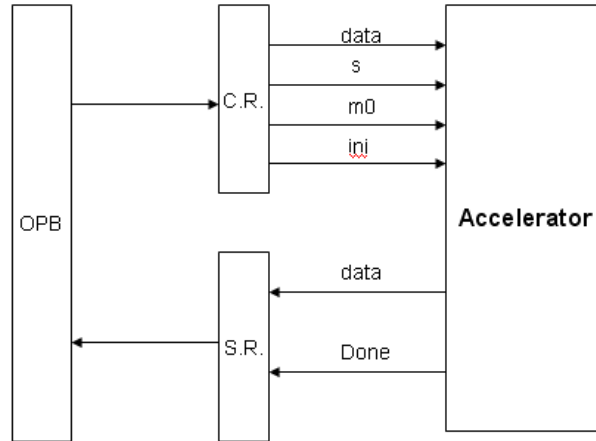 data
s
C.R.
m0
ini
OPB
Accelerator
data
S.R.
Done